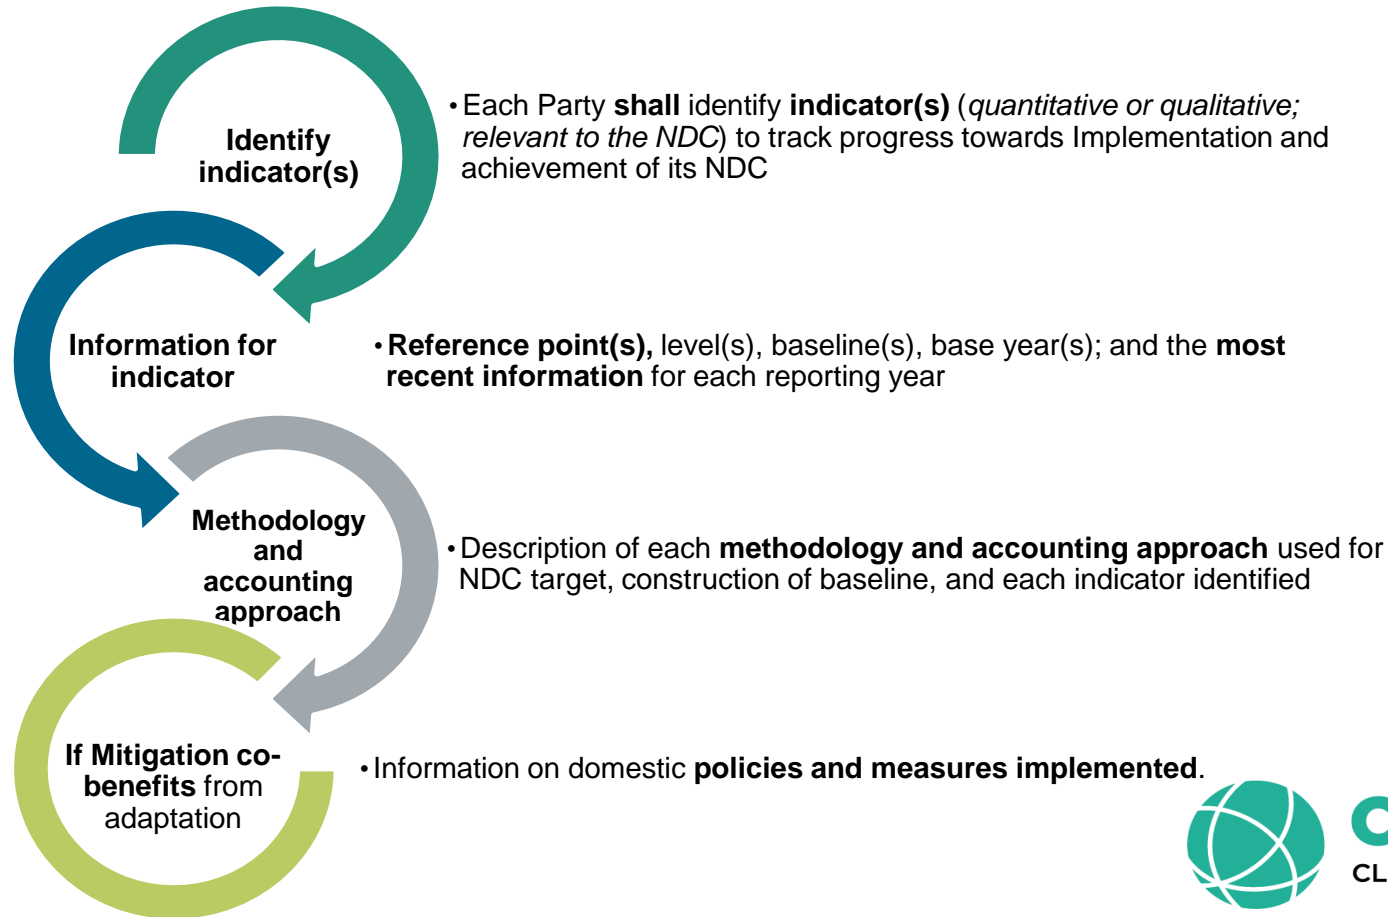 Identify
indicator(s)
• Each Party shall identify indicator(s) (quantitative or qualitative;
relevant to the NDC) to track progress towards Implementation and
achievement of its NDC
Information for
indicator
• Reference point(s), level(s), baseline(s), base year(s); and the most
recent information for each reporting year
Methodology
and
accounting
approach
• Description of each methodology and accounting approach used for
NDC target, construction of baseline, and each indicator identified
If Mitigation co-
benefits from
adaptation
• Information on domestic policies and measures implemented.
CL